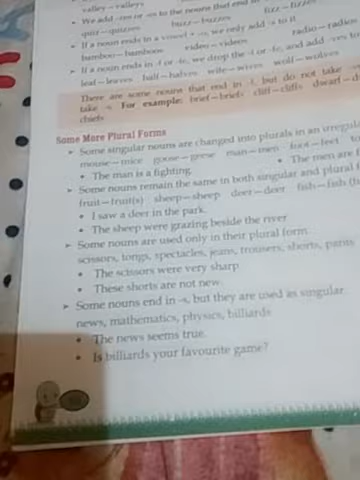 valley—valleys
We add -zes or -es to the nouns that end in
quiz—quizzes buzz—buzzes fizz—fizzes
If a noun ends in a vowel + -o, we only add -s to it
bamboo—bamboos video—videos radio—radios
If a noun ends in -f or -fe, we drop the -f or -fe, and add -ves to
leaf—leaves half—halves wife—wives wolf—wolves
There are some nouns that end in -f, but do not take
take -s. For example: brief—briefs cliff—cliffs dwarf—d
chiefs
Some More Plural Forms
➢ Some singular nouns are changed into plurals in an irregula
mouse—mice goose—geese man—men foot—feet to
• The man is a fighting. • The men are f
➢ Some nouns remain the same in both singular and plural f
fruit—fruit(s) sheep—sheep deer—deer fish—fish (t
• I saw a deer in the park.
• The sheep were grazing beside the river
➢ Some nouns are used only in their plural form
scissors, tongs, spectacles, jeans, trousers, shorts, pants
• The scissors were very sharp
• These shorts are not new.
➢ Some nouns end in -s, but they are used as singular
news, mathematics, physics, billiards
• The news seems true.
• Is billiards your favourite game?